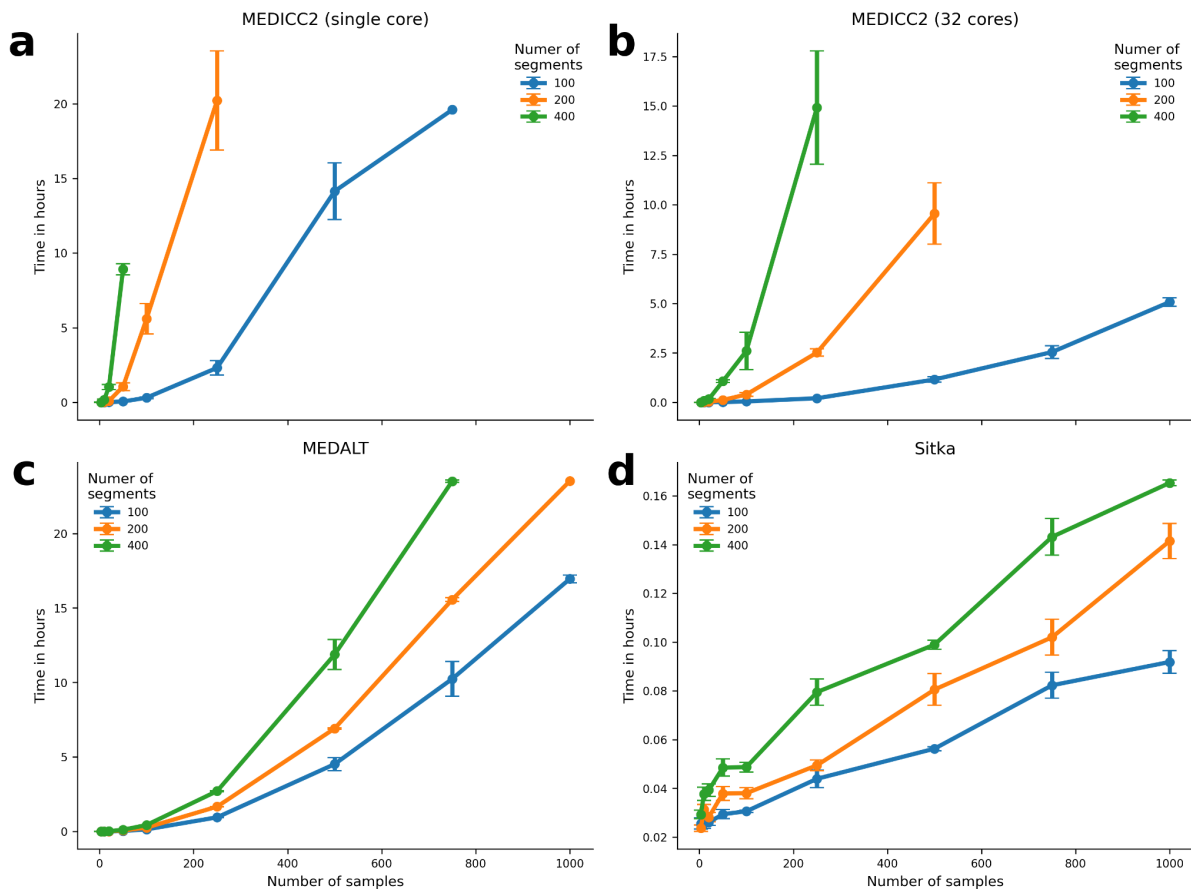 a
MEDICC2 (single core)
Numer of
segments
100
200
400
Time in hours
20
15
10
5
0
b
MEDICC2 (32 cores)
Numer of
segments
100
200
400
Time in hours
17.5
15.0
12.5
10.0
7.5
5.0
2.5
0.0
c
MEDALT
Numer of
segments
100
200
400
Time in hours
20
15
10
5
0
0 200 400 600 800 1000
Number of samples
d
Sitka
Numer of
segments
100
200
400
Time in hours
0.16
0.14
0.12
0.10
0.08
0.06
0.04
0.02
0 200 400 600 800 1000
Number of samples